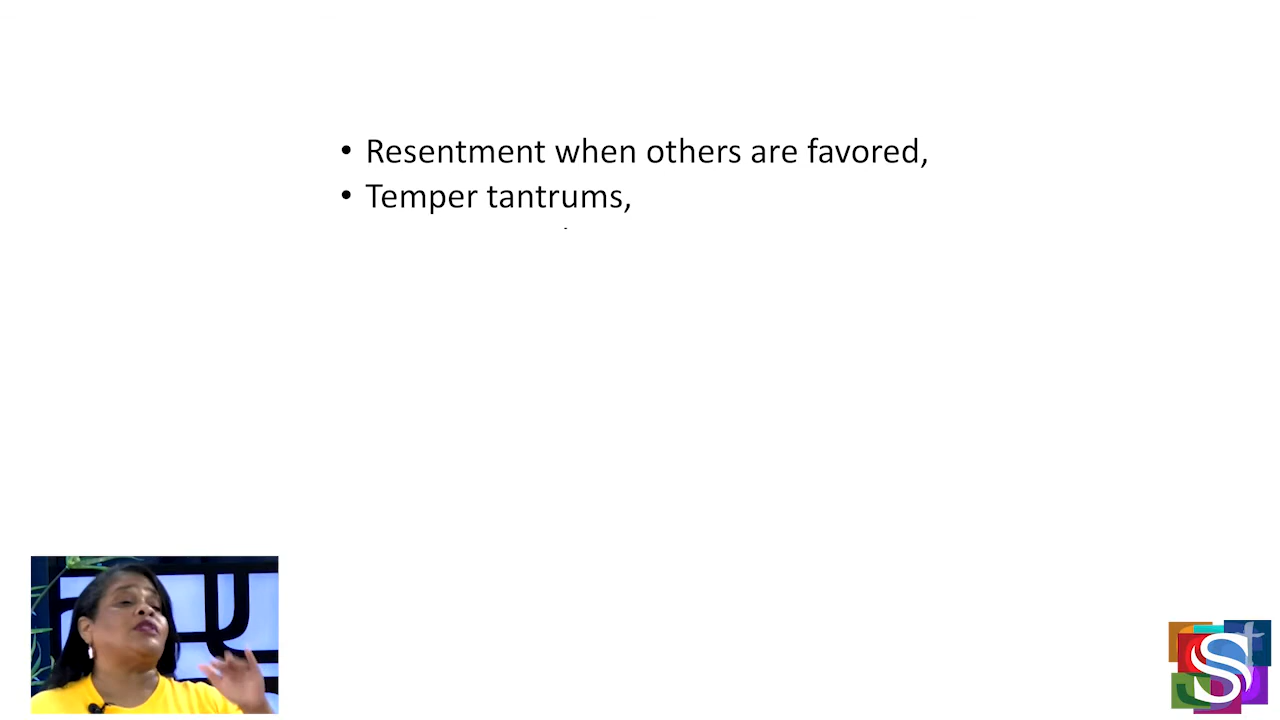 • Resentment when others are favored,
• Temper tantrums,